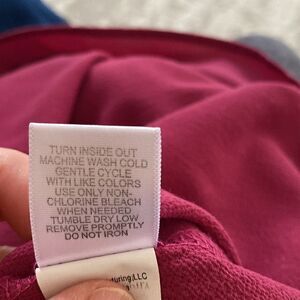 TURN INSIDE OUT
MACHINE WASH COLD
GENTLE CYCLE
WITH LIKE COLORS
USE ONLY NON-
CHLORINE BLEACH
WHEN NEEDED
TUMBLE DRY LOW
REMOVE PROMPTLY
DO NOT IRON
LLC